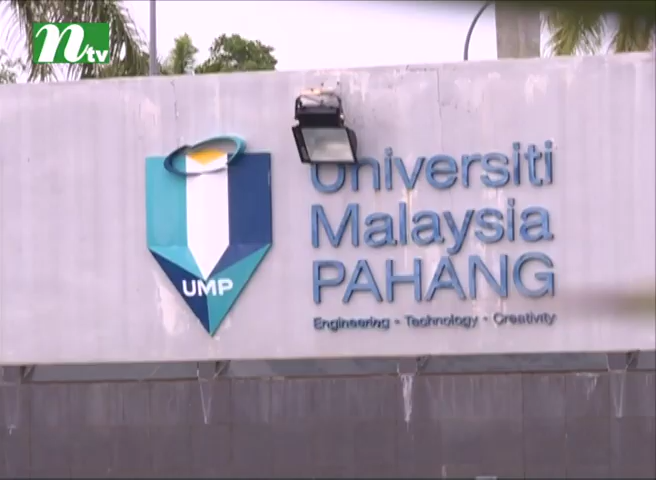 ntv
UMP
Universiti
Malaysia
PAHANG
Engineering • Technology • Creativity